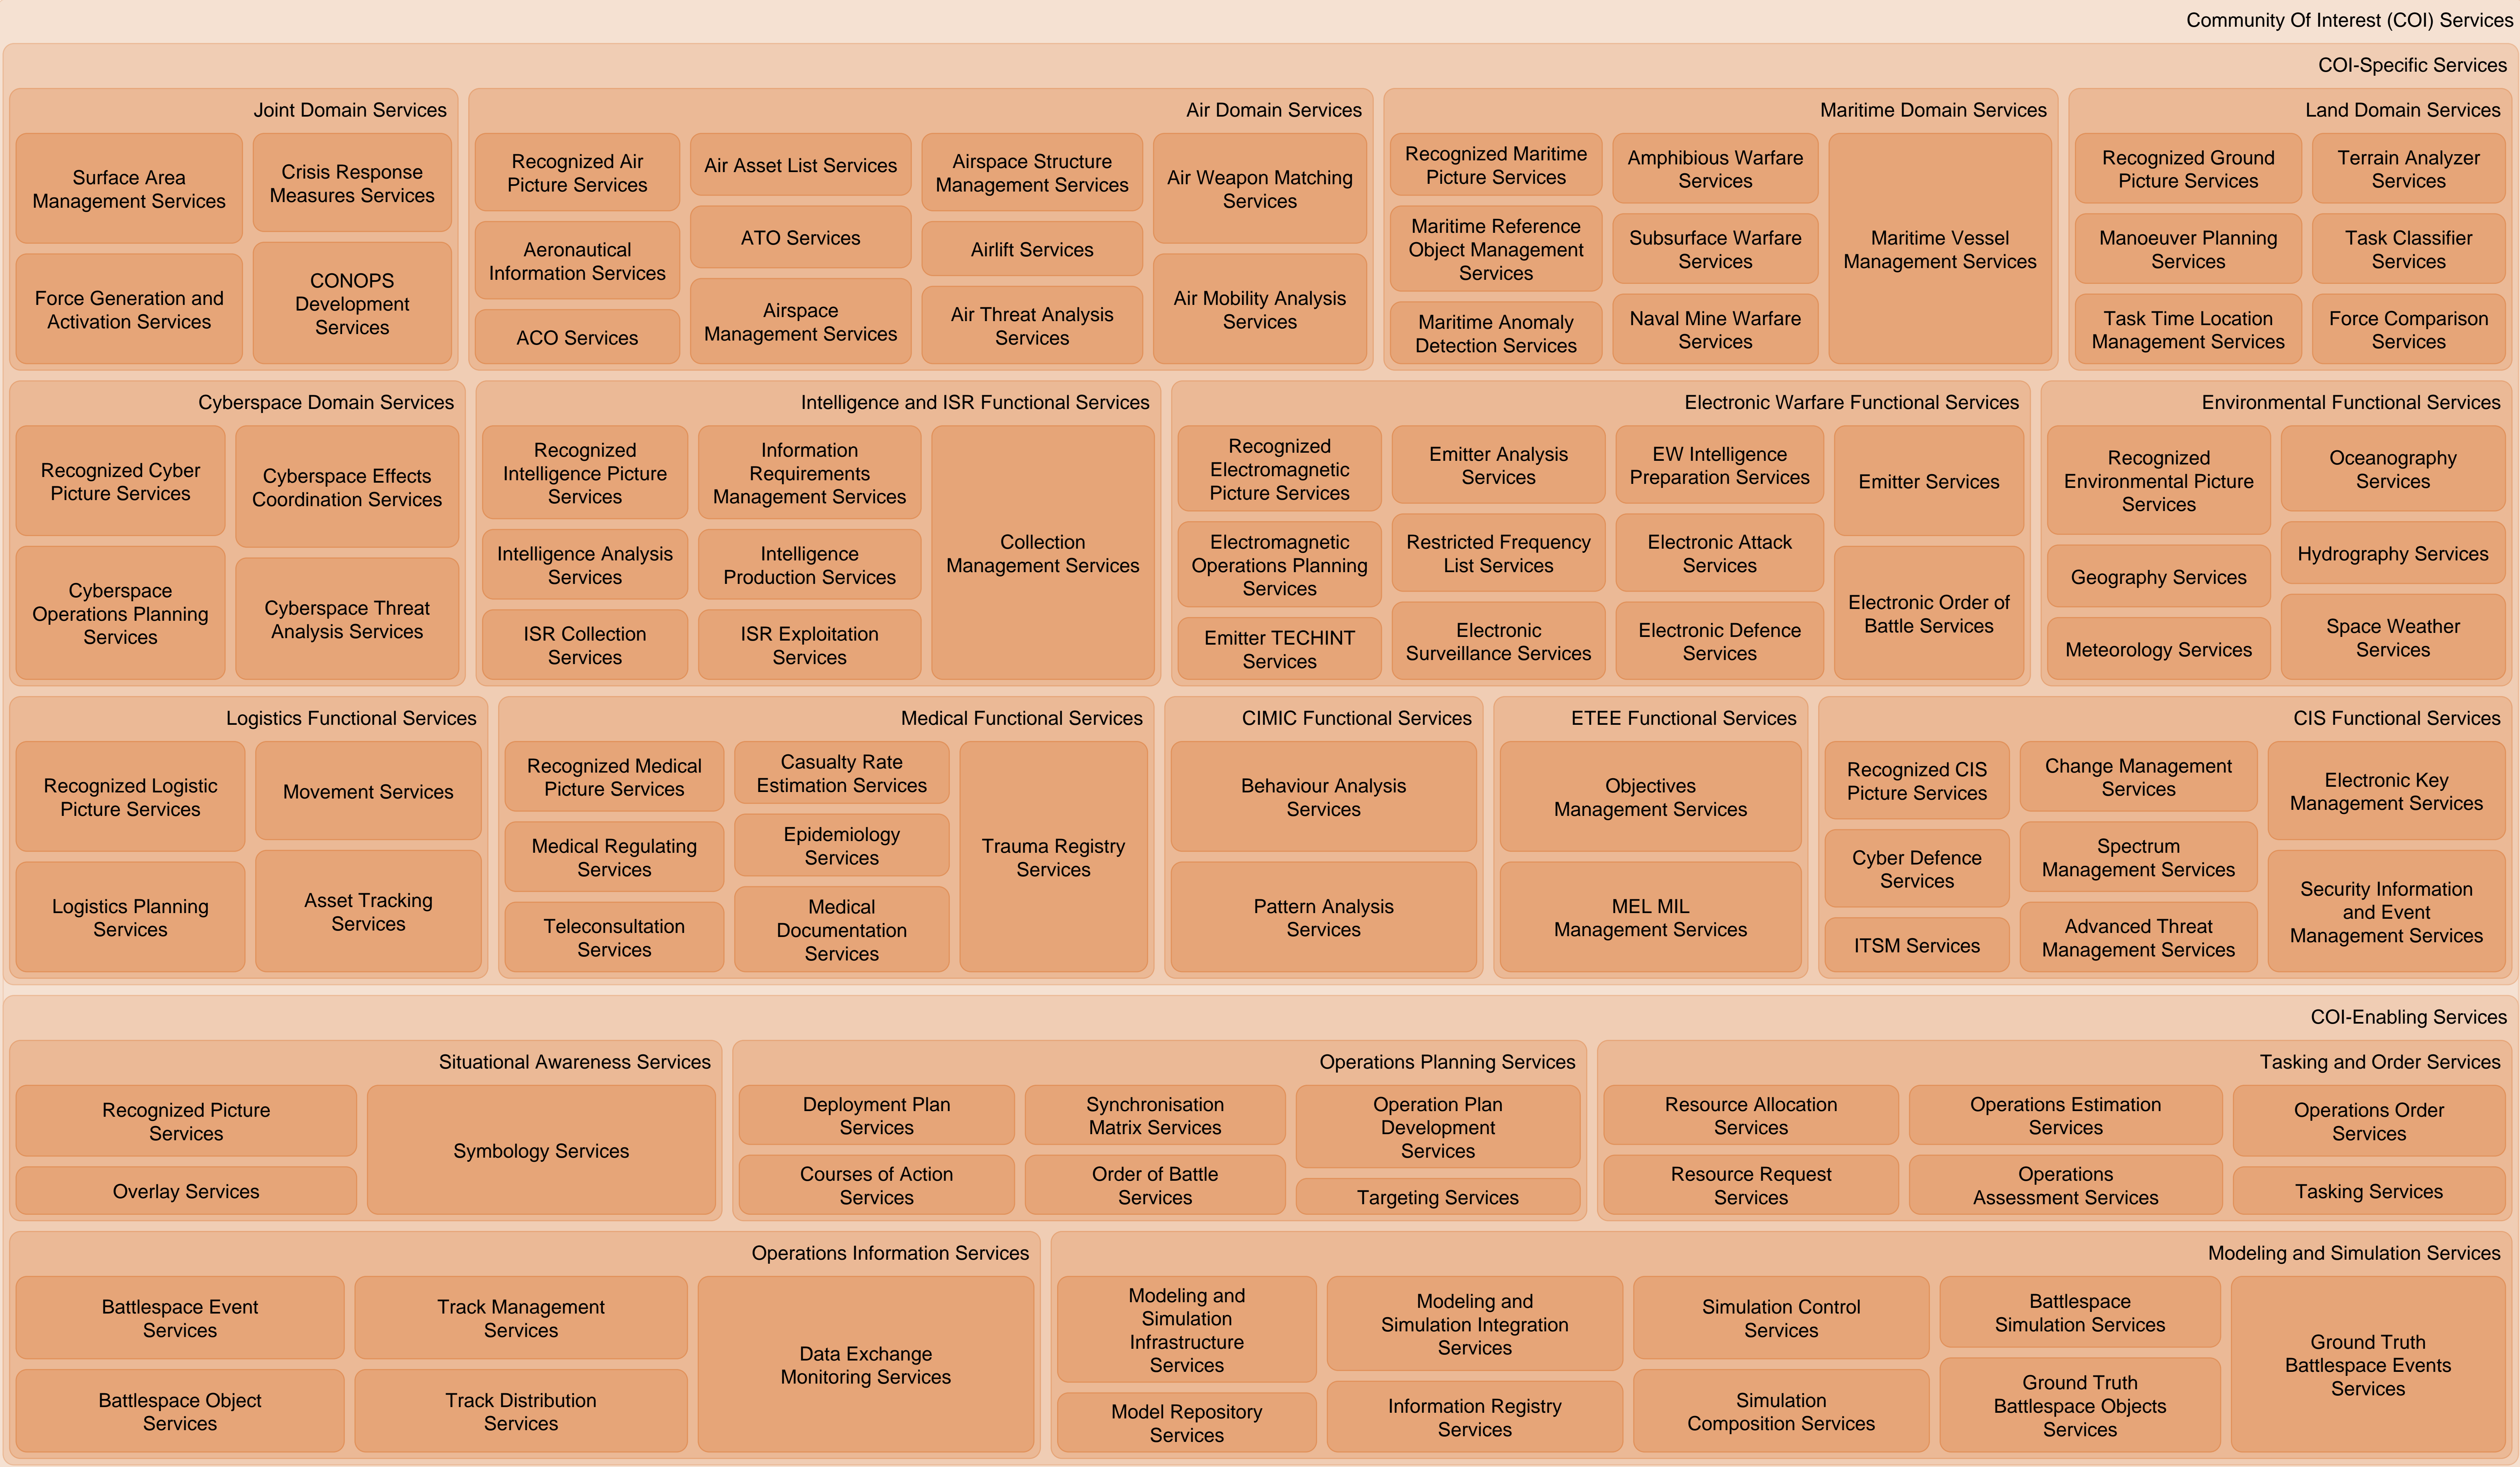 Community Of Interest (COI) Services
COI-Specific Services
Joint Domain Services
Surface Area
Management Services
Force Generation and
Activation Services
Crisis Response
Measures Services
CONOPS
Development
Services
Air Domain Services
Recognized Air
Picture Services
Aeronautical
Information Services
ACO Services
Air Asset List Services
ATO Services
Airspace
Management Services
Airspace Structure
Management Services
Airlift Services
Air Threat Analysis
Services
Air Weapon Matching
Services
Air Mobility Analysis
Services
Maritime Domain Services
Recognized Maritime
Picture Services
Maritime Reference
Object Management
Services
Maritime Anomaly
Detection Services
Amphibious Warfare
Services
Subsurface Warfare
Services
Naval Mine Warfare
Services
Maritime Vessel
Management Services
Land Domain Services
Recognized Ground
Picture Services
Manoeuver Planning
Services
Task Time Location
Management Services
Terrain Analyzer
Services
Task Classifier
Services
Force Comparison
Services
Cyberspace Domain Services
Recognized Cyber
Picture Services
Cyberspace
Operations Planning
Services
Cyberspace Effects
Coordination Services
Cyberspace Threat
Analysis Services
Intelligence and ISR Functional Services
Recognized
Intelligence Picture
Services
Intelligence Analysis
Services
ISR Collection
Services
Information
Requirements
Management Services
Intelligence
Production Services
ISR Exploitation
Services
Collection
Management Services
Electronic Warfare Functional Services
Recognized
Electromagnetic
Picture Services
Electromagnetic
Operations Planning
Services
Emitter TECHINT
Services
Emitter Analysis
Services
Restricted Frequency
List Services
Electronic
Surveillance Services
EW Intelligence
Preparation Services
Electronic Attack
Services
Electronic Defence
Services
Emitter Services
Electronic Order of
Battle Services
Environmental Functional Services
Recognized
Environmental Picture
Services
Geography Services
Meteorology Services
Oceanography
Services
Hydrography Services
Space Weather
Services
Logistics Functional Services
Recognized Logistic
Picture Services
Logistics Planning
Services
Movement Services
Asset Tracking
Services
Medical Functional Services
Recognized Medical
Picture Services
Medical Regulating
Services
Teleconsultation
Services
Casualty Rate
Estimation Services
Epidemiology
Services
Medical
Documentation
Services
Trauma Registry
Services
CIMIC Functional Services
Behaviour Analysis
Services
Pattern Analysis
Services
ETEE Functional Services
Objectives
Management Services
MEL MIL
Management Services
CIS Functional Services
Recognized CIS
Picture Services
Cyber Defence
Services
ITSM Services
Change Management
Services
Spectrum
Management Services
Advanced Threat
Management Services
Electronic Key
Management Services
Security Information
and Event
Management Services
COI-Enabling Services
Situational Awareness Services
Recognized Picture
Services
Overlay Services
Symbology Services
Operations Planning Services
Deployment Plan
Services
Courses of Action
Services
Synchronisation
Matrix Services
Order of Battle
Services
Operation Plan
Development
Services
Targeting Services
Tasking and Order Services
Resource Allocation
Services
Resource Request
Services
Operations Estimation
Services
Operations
Assessment Services
Operations Order
Services
Tasking Services
Operations Information Services
Battlespace Event
Services
Battlespace Object
Services
Track Management
Services
Track Distribution
Services
Data Exchange
Monitoring Services
Modeling and Simulation Services
Modeling and
Simulation
Infrastructure
Services
Model Repository
Services
Modeling and
Simulation Integration
Services
Information Registry
Services
Simulation Control
Services
Simulation
Composition Services
Battlespace
Simulation Services
Ground Truth
Battlespace Objects
Services
Ground Truth
Battlespace Events
Services